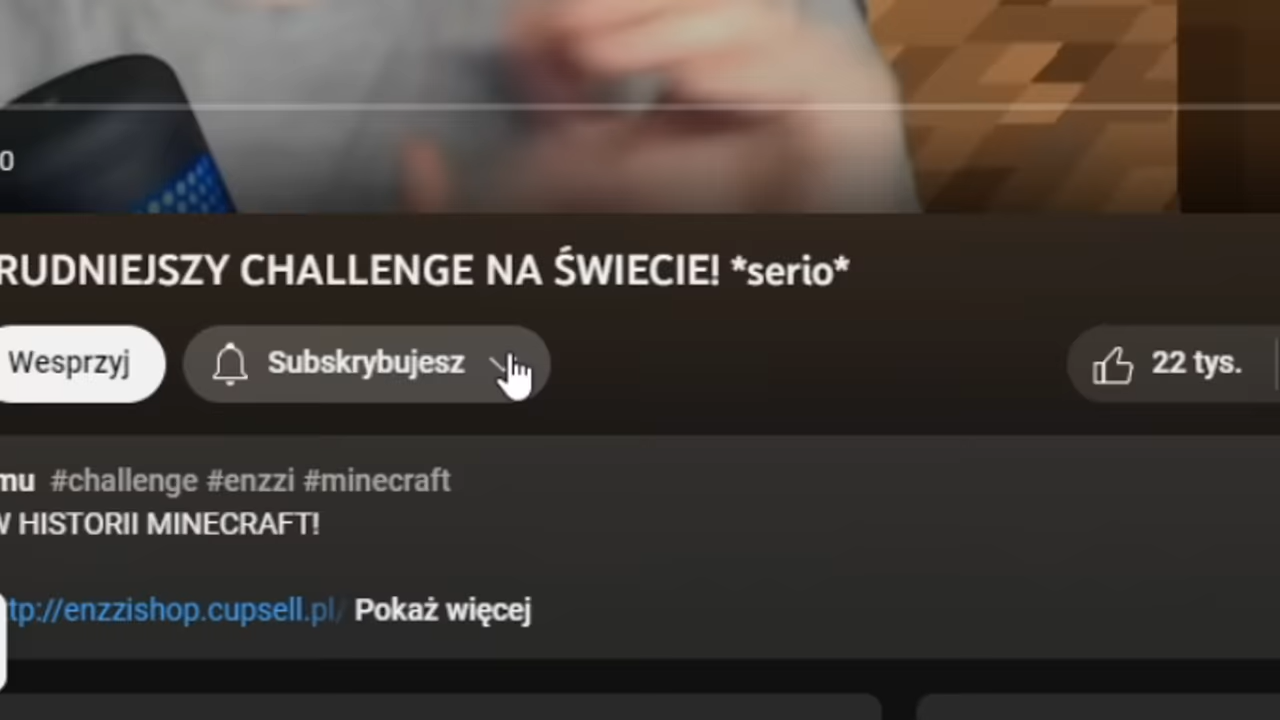 0
RUDNIEJSZY CHALLENGE NA ŚWIECIE! *serio*
Wesprzyj
Subskrybujesz
22 tys.
mu #challenge #enzzi #minecraft
W HISTORII MINECRAFT!
tp://enzzishop.cupsell.pl/ Pokaż więcej